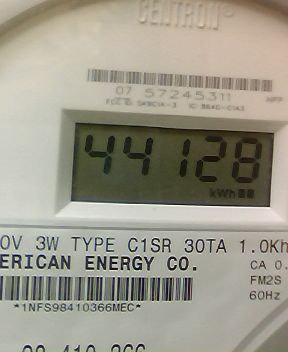 CENTRON®
07 57245311
44128
kWh
0V 3W TYPE C1SR 30TA 1.0Kh
ERICAN ENERGY CO.
CA 0.
FM2S
60Hz
*1NFS98410366MEC*